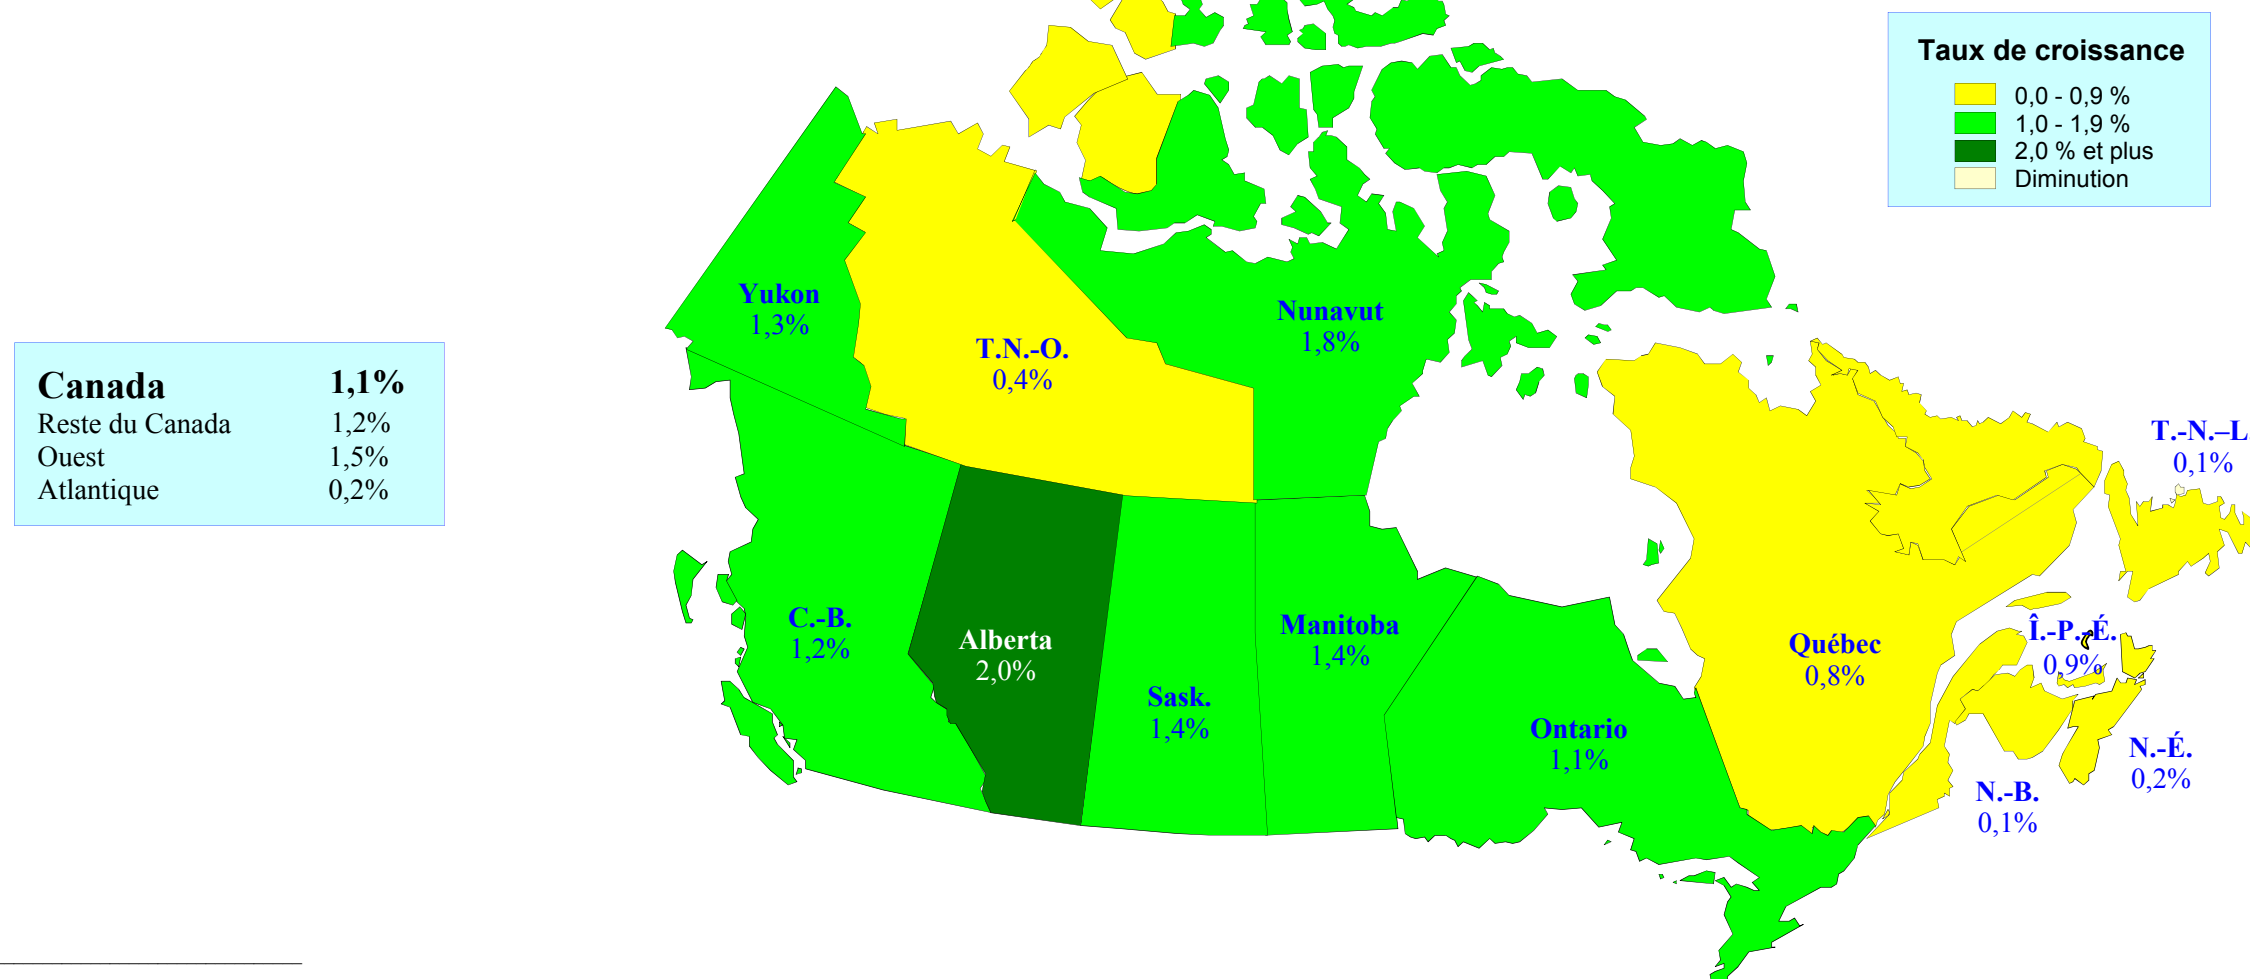 Taux de croissance
0,0 - 0,9 %
1,0 - 1,9 %
2,0 % et plus
Diminution
Yukon
1,3%
T.N.-O.
0,4%
Nunavut
1,8%
Canada 1,1%
Reste du Canada 1,2%
Ouest 1,5%
Atlantique 0,2%
T.-N.–L
0,1%
C.-B.
1,2%
Alberta
2,0%
Sask.
1,4%
Manitoba
1,4%
Ontario
1,1%
Québec
0,8%
Î.-P.-É.
0,9%
N.-É.
0,2%
N.-B.
0,1%